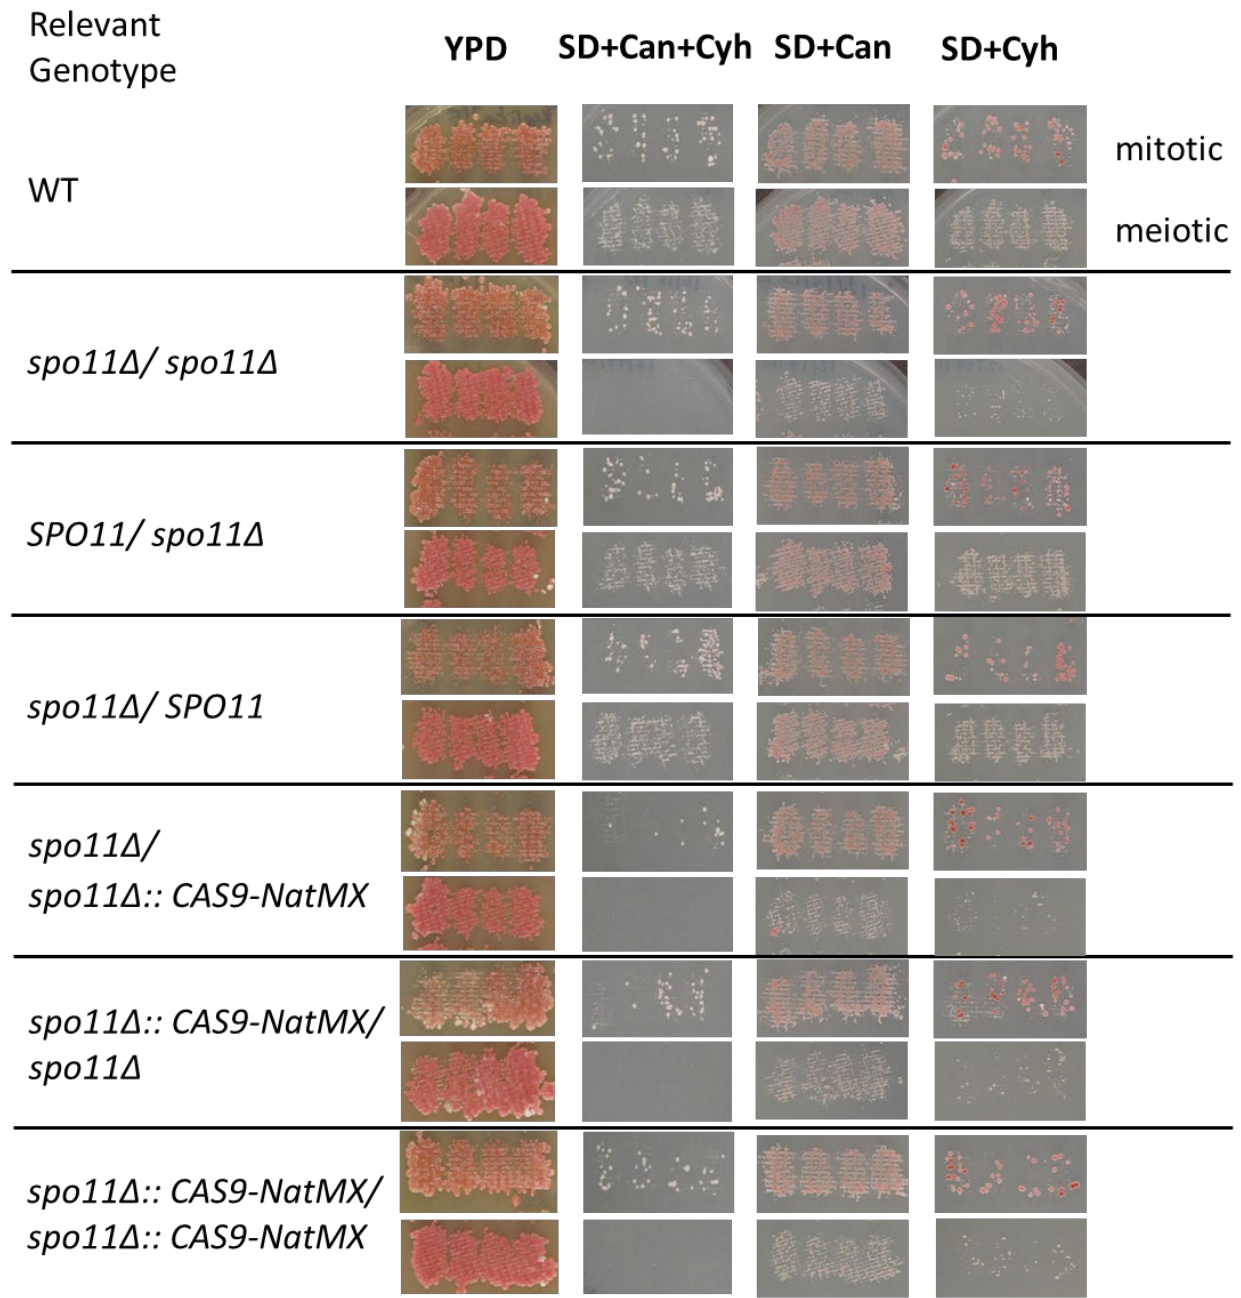 Relevant
Genotype
YPD SD+Can+Cyh SD+Can SD+Cyh
WT
mitotic
meiotic
spo11Δ/ spo11Δ
SPO11/ spo11Δ
spo11Δ/ SPO11
spo11Δ/
spo11Δ:: CAS9-NatMX
spo11Δ:: CAS9-NatMX/
spo11Δ
spo11Δ:: CAS9-NatMX/
spo11Δ:: CAS9-NatMX